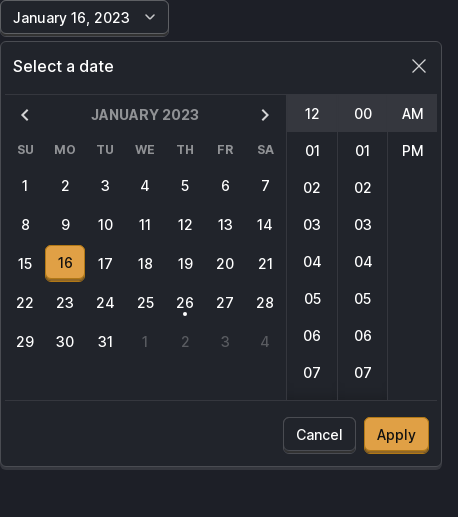 January 16, 2023
Select a date
JANUARY 2023
SU MO TU WE TH FR SA
1 2 3 4 5 6 7
8 9 10 11 12 13 14
15 16 17 18 19 20 21
22 23 24 25 26 27 28
29 30 31 1 2 3 4
12 00 AM
01 01 PM
02 02
03 03
04 04
05 05
06 06
07 07
Cancel Apply